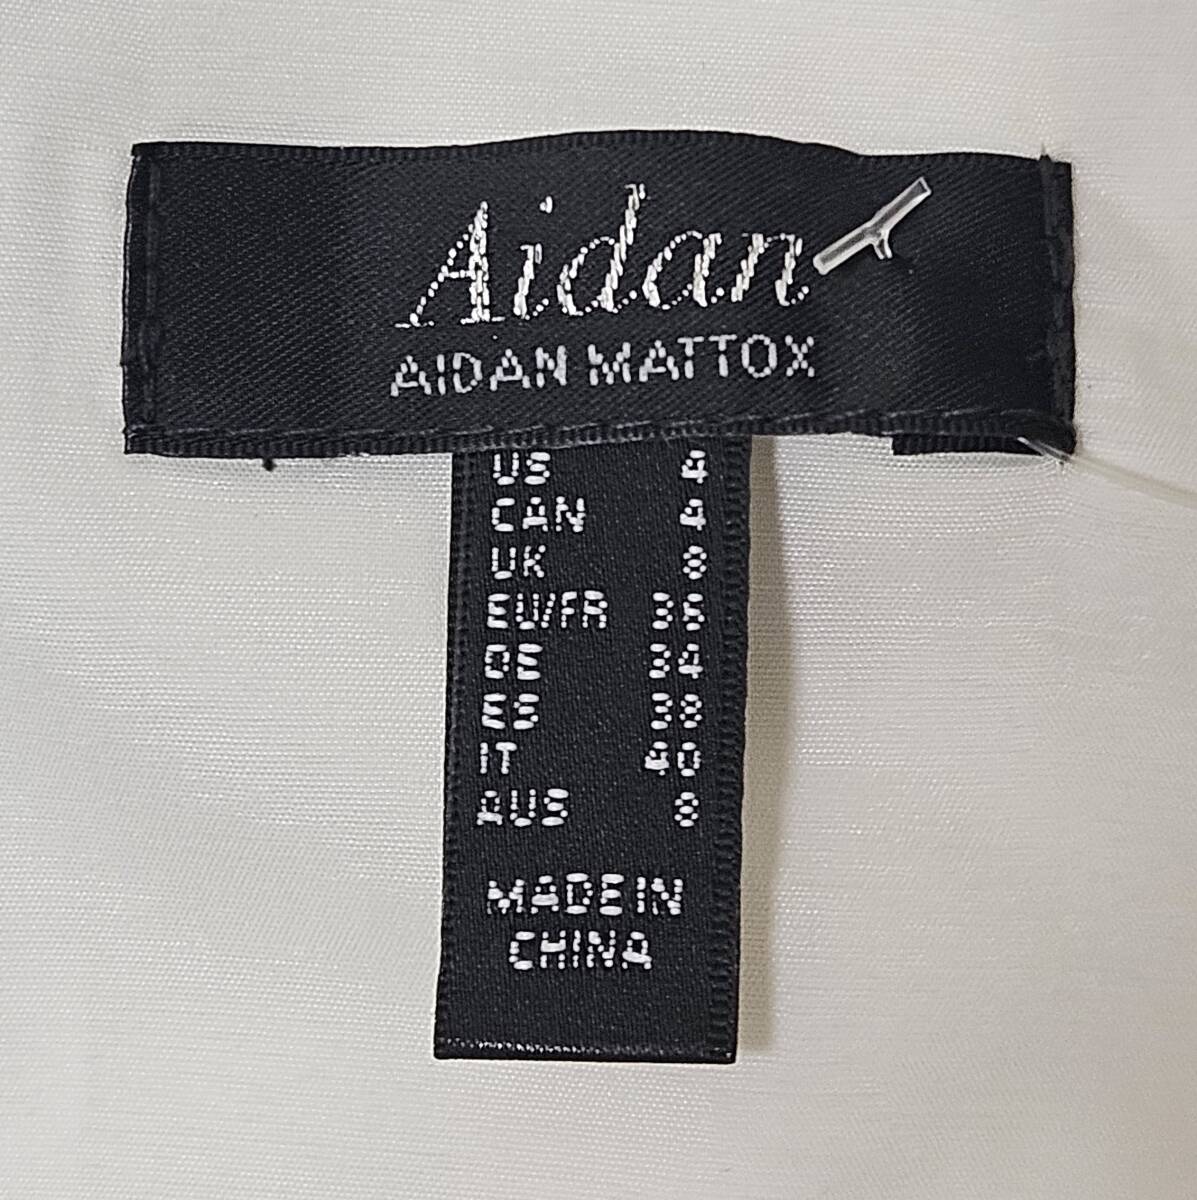 Aidan
AIDAN MATTOX
US 4
CAN 4
UK 8
EU/FR 36
DE 34
ES 38
IT 40
AUS 8
MADE IN
CHINA